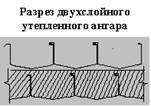 Разрез двухслойного
утепленного ангара